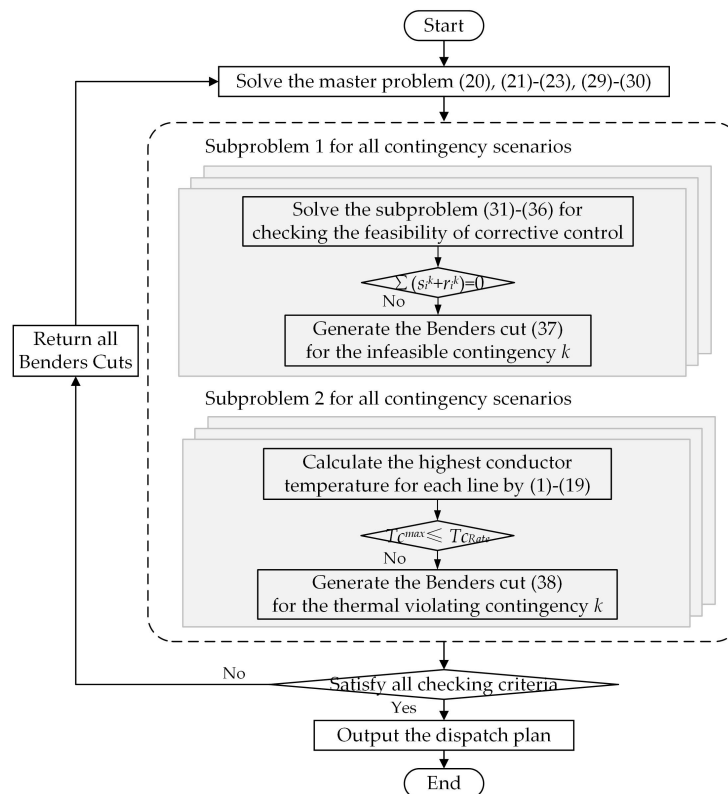 Start
Solve the master problem (20), (21)-(23), (29)-(30)
Subproblem 1 for all contingency scenarios
Solve the subproblem (31)-(36) for
checking the feasibility of corrective control
∑(sᵢᵏ+rᵢᵏ)=0
No
Generate the Benders cut (37)
for the infeasible contingency k
Return all
Benders Cuts
Subproblem 2 for all contingency scenarios
Calculate the highest conductor
temperature for each line by (1)-(19)
Tcᵐᵃˣ≤ TcRate
No
Generate the Benders cut (38)
for the thermal violating contingency k
No
Satisfy all checking criteria
Yes
Output the dispatch plan
End